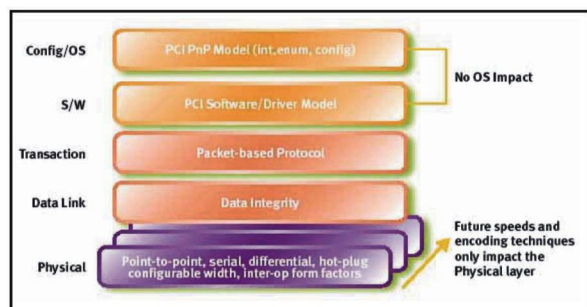 Config/OS
PCI PnP Model (int,enum, config)
No OS Impact
S/W
PCI Software/Driver Model
Transaction
Packet-based Protocol
Data Link
Data Integrity
Future speeds and
encoding techniques
only impact the
Physical layer
Physical
Point-to-point, serial, differential, hot-plug
configurable width, inter-op form factors